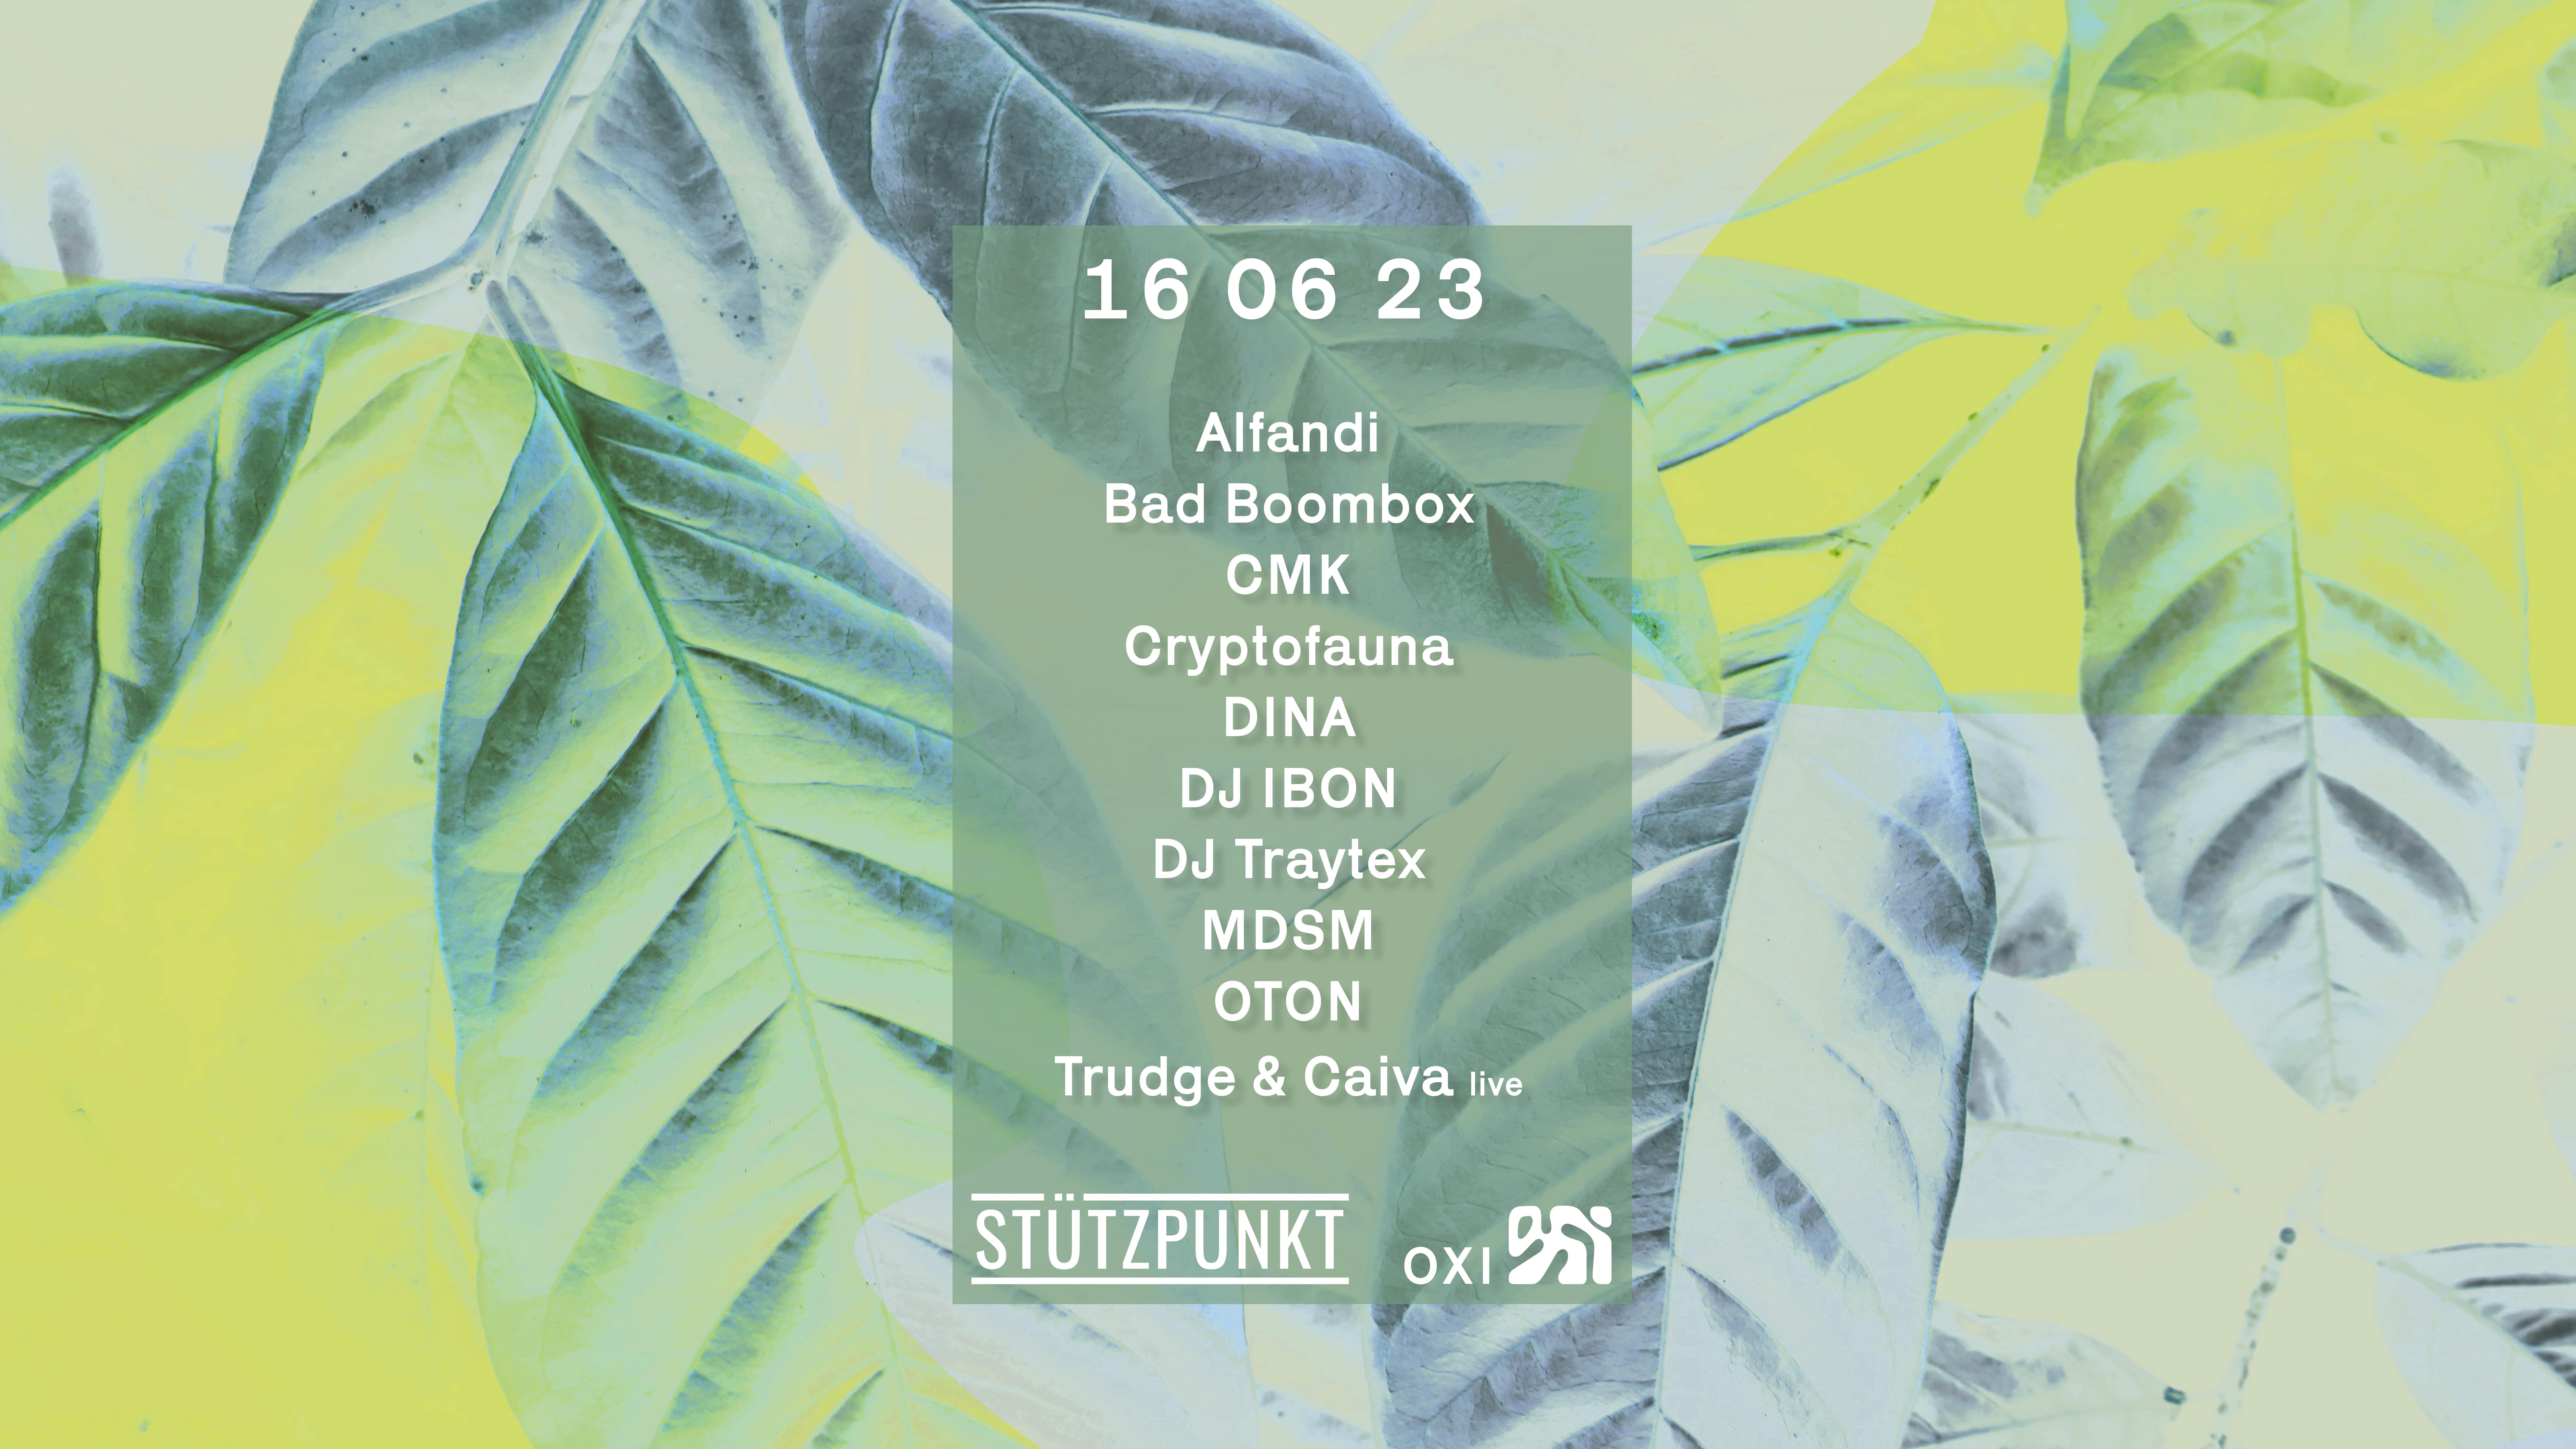 16 06 23
Alfandi
Bad Boombox
CMK
Cryptofauna
DINA
DJ IBON
DJ Traytex
MDSM
OTON
Trudge & Caiva live
STÜTZPUNKT
OXI